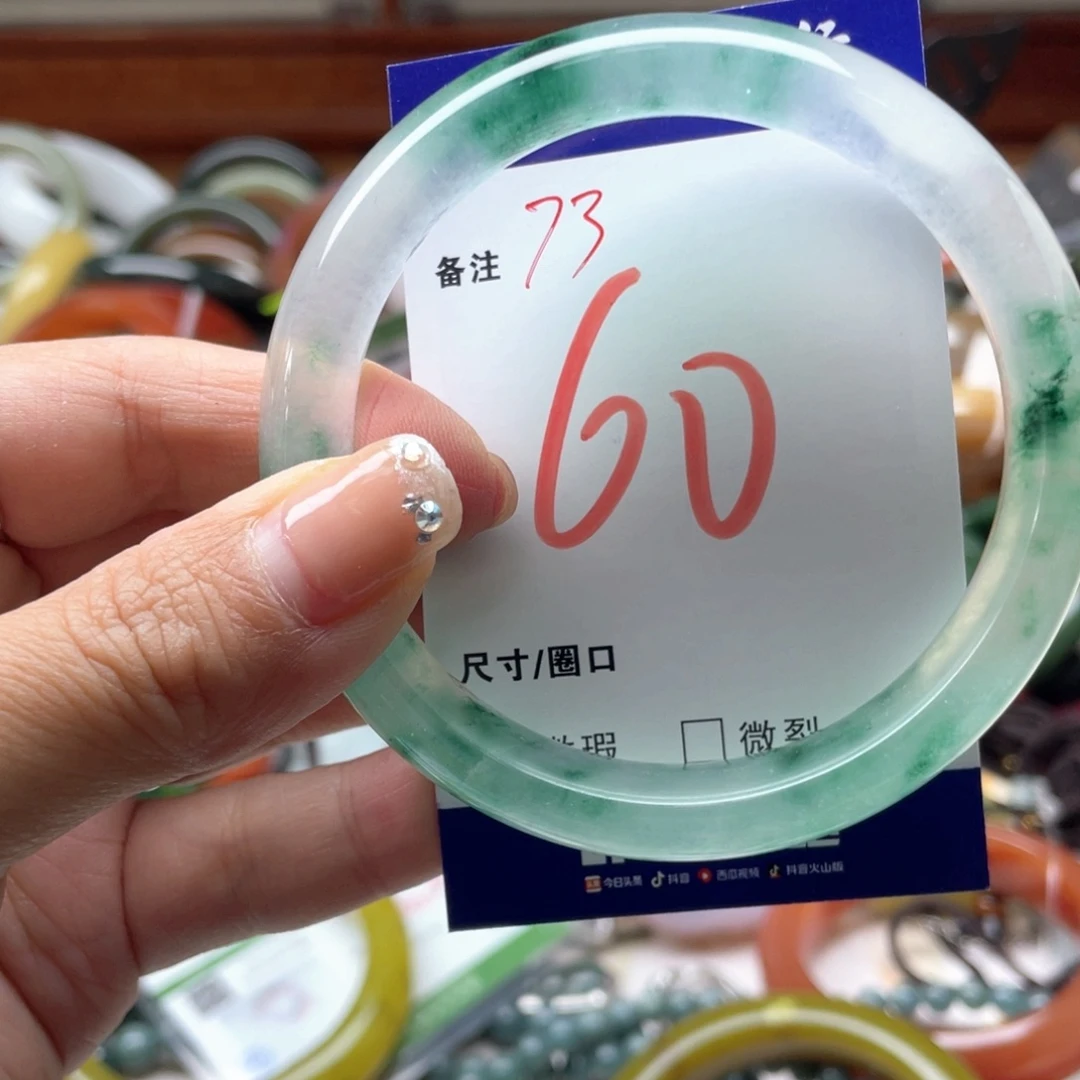 73
备注
60
尺寸/圈口
瑕 □ 微裂
今日头条 抖音 西瓜视频 抖音火山版